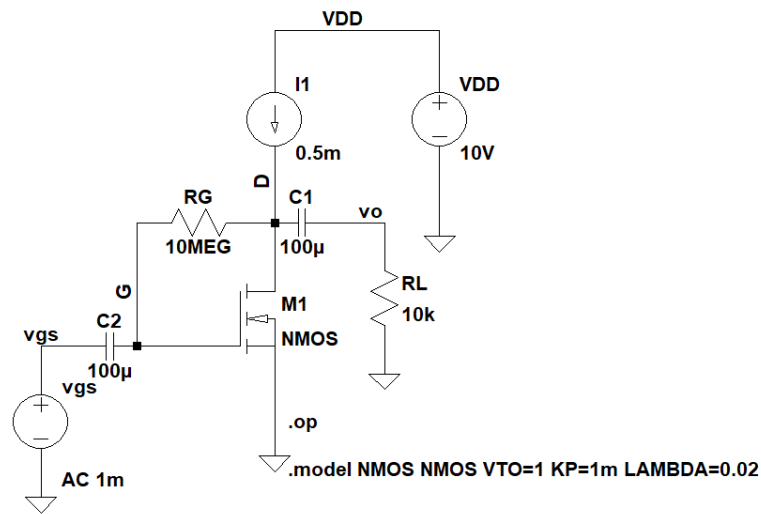 VDD
I1
VDD
0.5m
10V
D
RG
C1
vo
10MEG
100µ
RL
G
M1
10k
C2
NMOS
vgs
100µ
vgs
.op
AC 1m
.model NMOS NMOS VTO=1 KP=1m LAMBDA=0.02